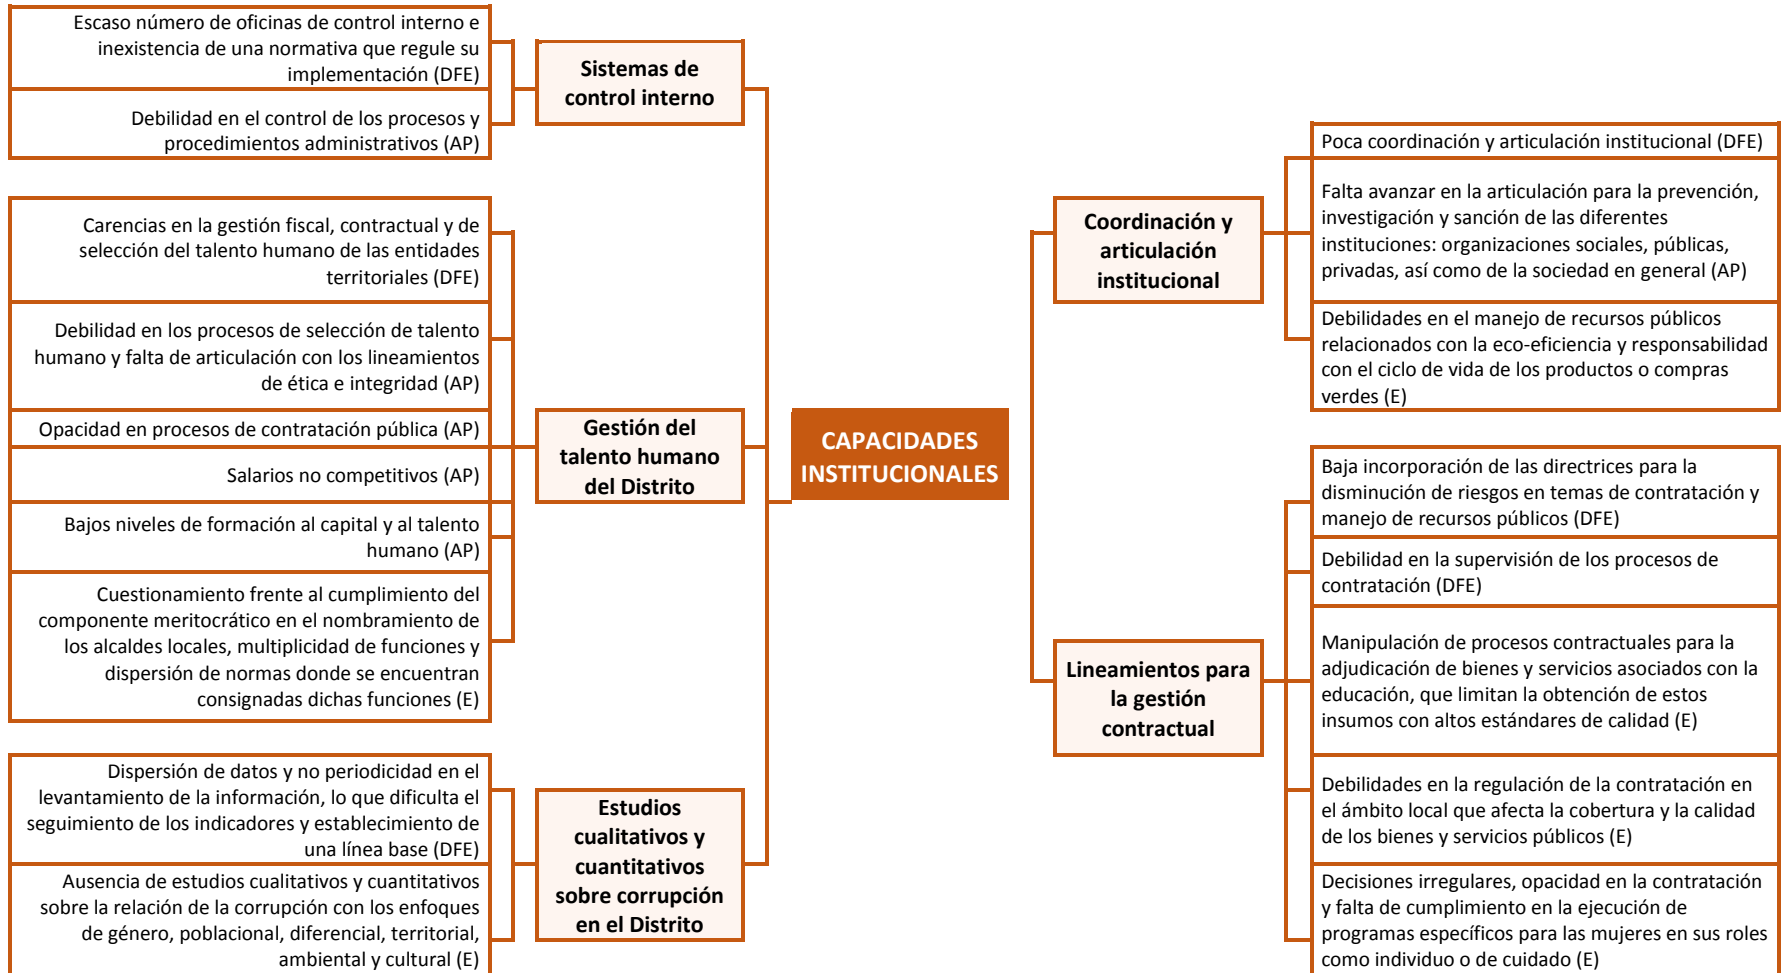 Escaso número de oficinas de control interno e
inexistencia de una normativa que regule su
implementación (DFE)
Debilidad en el control de los procesos y
procedimientos administrativos (AP)
Sistemas de
control interno
Carencias en la gestión fiscal, contractual y de
selección del talento humano de las entidades
territoriales (DFE)
Debilidad en los procesos de selección de talento
humano y falta de articulación con los lineamientos
de ética e integridad (AP)
Opacidad en procesos de contratación pública (AP)
Salarios no competitivos (AP)
Bajos niveles de formación al capital y al talento
humano (AP)
Cuestionamiento frente al cumplimiento del
componente meritocrático en el nombramiento de
los alcaldes locales, multiplicidad de funciones y
dispersión de normas donde se encuentran
consignadas dichas funciones (E)
Gestión del
talento humano
del Distrito
Dispersión de datos y no periodicidad en el
levantamiento de la información, lo que dificulta el
seguimiento de los indicadores y establecimiento de
una línea base (DFE)
Ausencia de estudios cualitativos y cuantitativos
sobre la relación de la corrupción con los enfoques
de género, poblacional, diferencial, territorial,
ambiental y cultural (E)
Estudios
cualitativos y
cuantitativos
sobre corrupción
en el Distrito
CAPACIDADES
INSTITUCIONALES
Coordinación y
articulación
institucional
Poca coordinación y articulación institucional (DFE)
Falta avanzar en la articulación para la prevención,
investigación y sanción de las diferentes
instituciones: organizaciones sociales, públicas,
privadas, así como de la sociedad en general (AP)
Debilidades en el manejo de recursos públicos
relacionados con la eco-eficiencia y responsabilidad
con el ciclo de vida de los productos o compras
verdes (E)
Lineamientos para
la gestión
contractual
Baja incorporación de las directrices para la
disminución de riesgos en temas de contratación y
manejo de recursos públicos (DFE)
Debilidad en la supervisión de los procesos de
contratación (DFE)
Manipulación de procesos contractuales para la
adjudicación de bienes y servicios asociados con la
educación, que limitan la obtención de estos
insumos con altos estándares de calidad (E)
Debilidades en la regulación de la contratación en
el ámbito local que afecta la cobertura y la calidad
de los bienes y servicios públicos (E)
Decisiones irregulares, opacidad en la contratación
y falta de cumplimiento en la ejecución de
programas específicos para las mujeres en sus roles
como individuo o de cuidado (E)